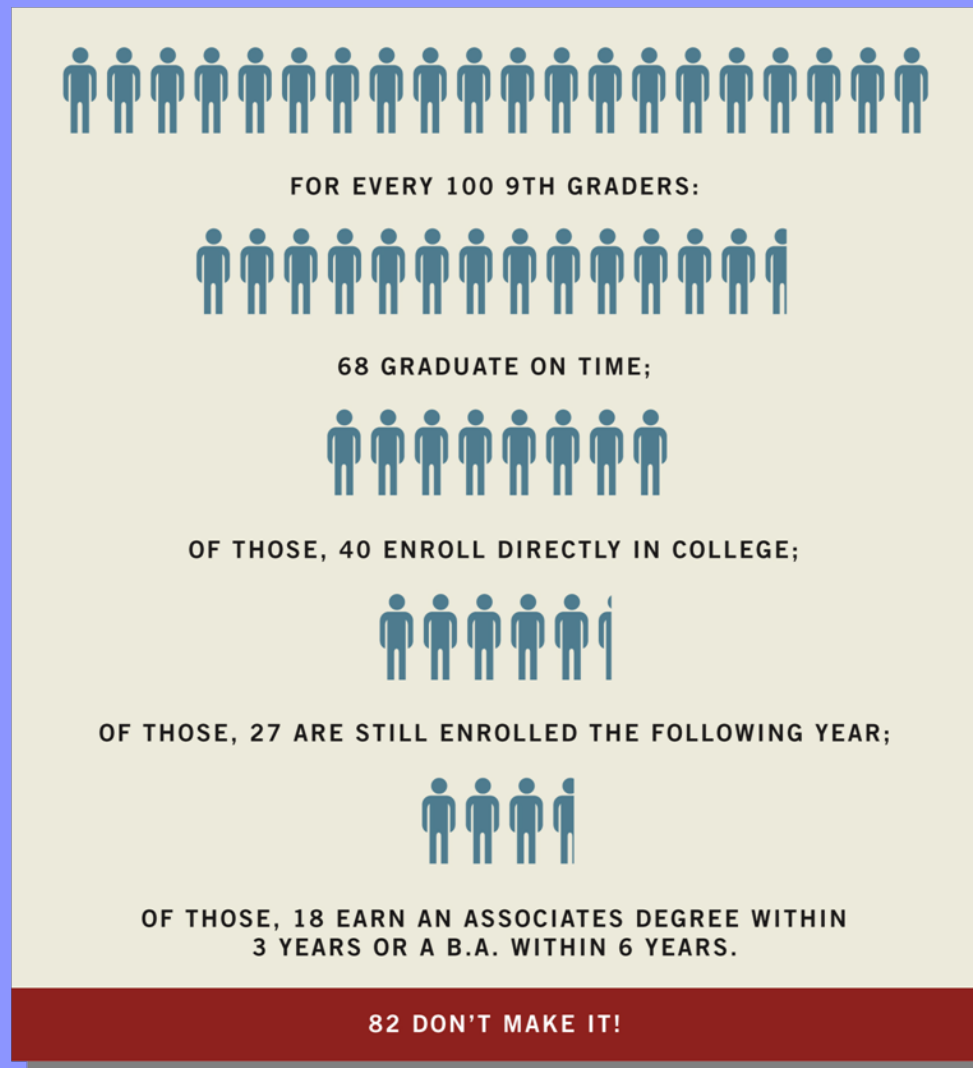 FOR EVERY 100 9TH GRADERS:
68 GRADUATE ON TIME;
OF THOSE, 40 ENROLL DIRECTLY IN COLLEGE;
OF THOSE, 27 ARE STILL ENROLLED THE FOLLOWING YEAR;
OF THOSE, 18 EARN AN ASSOCIATES DEGREE WITHIN
3 YEARS OR A B.A. WITHIN 6 YEARS.
82 DON'T MAKE IT!